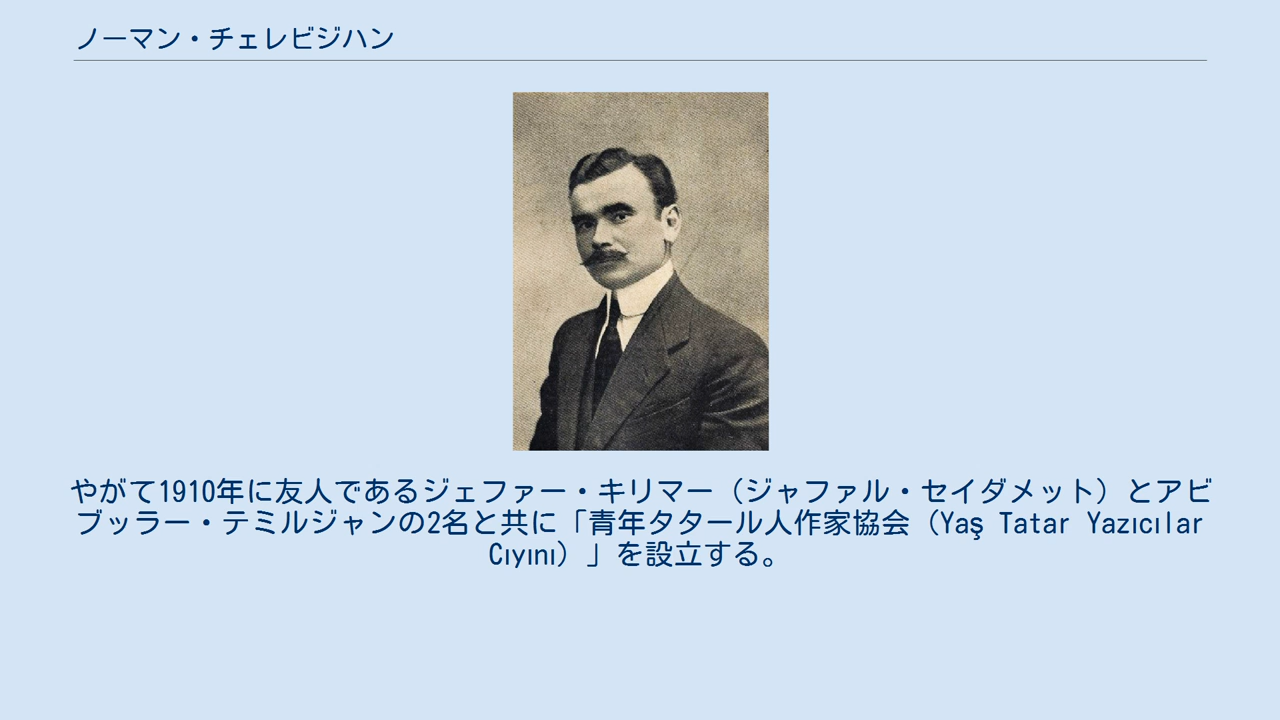 ノーマン・チェレビジハン
やがて1910年に友人であるジェファー・キリマー（ジャファル・セイダメット）とアビ
ブッラー・テミルジャンの2名と共に「青年タタール人作家協会（Yaş Tatar Yazıcılar
Cıyını）」を設立する。